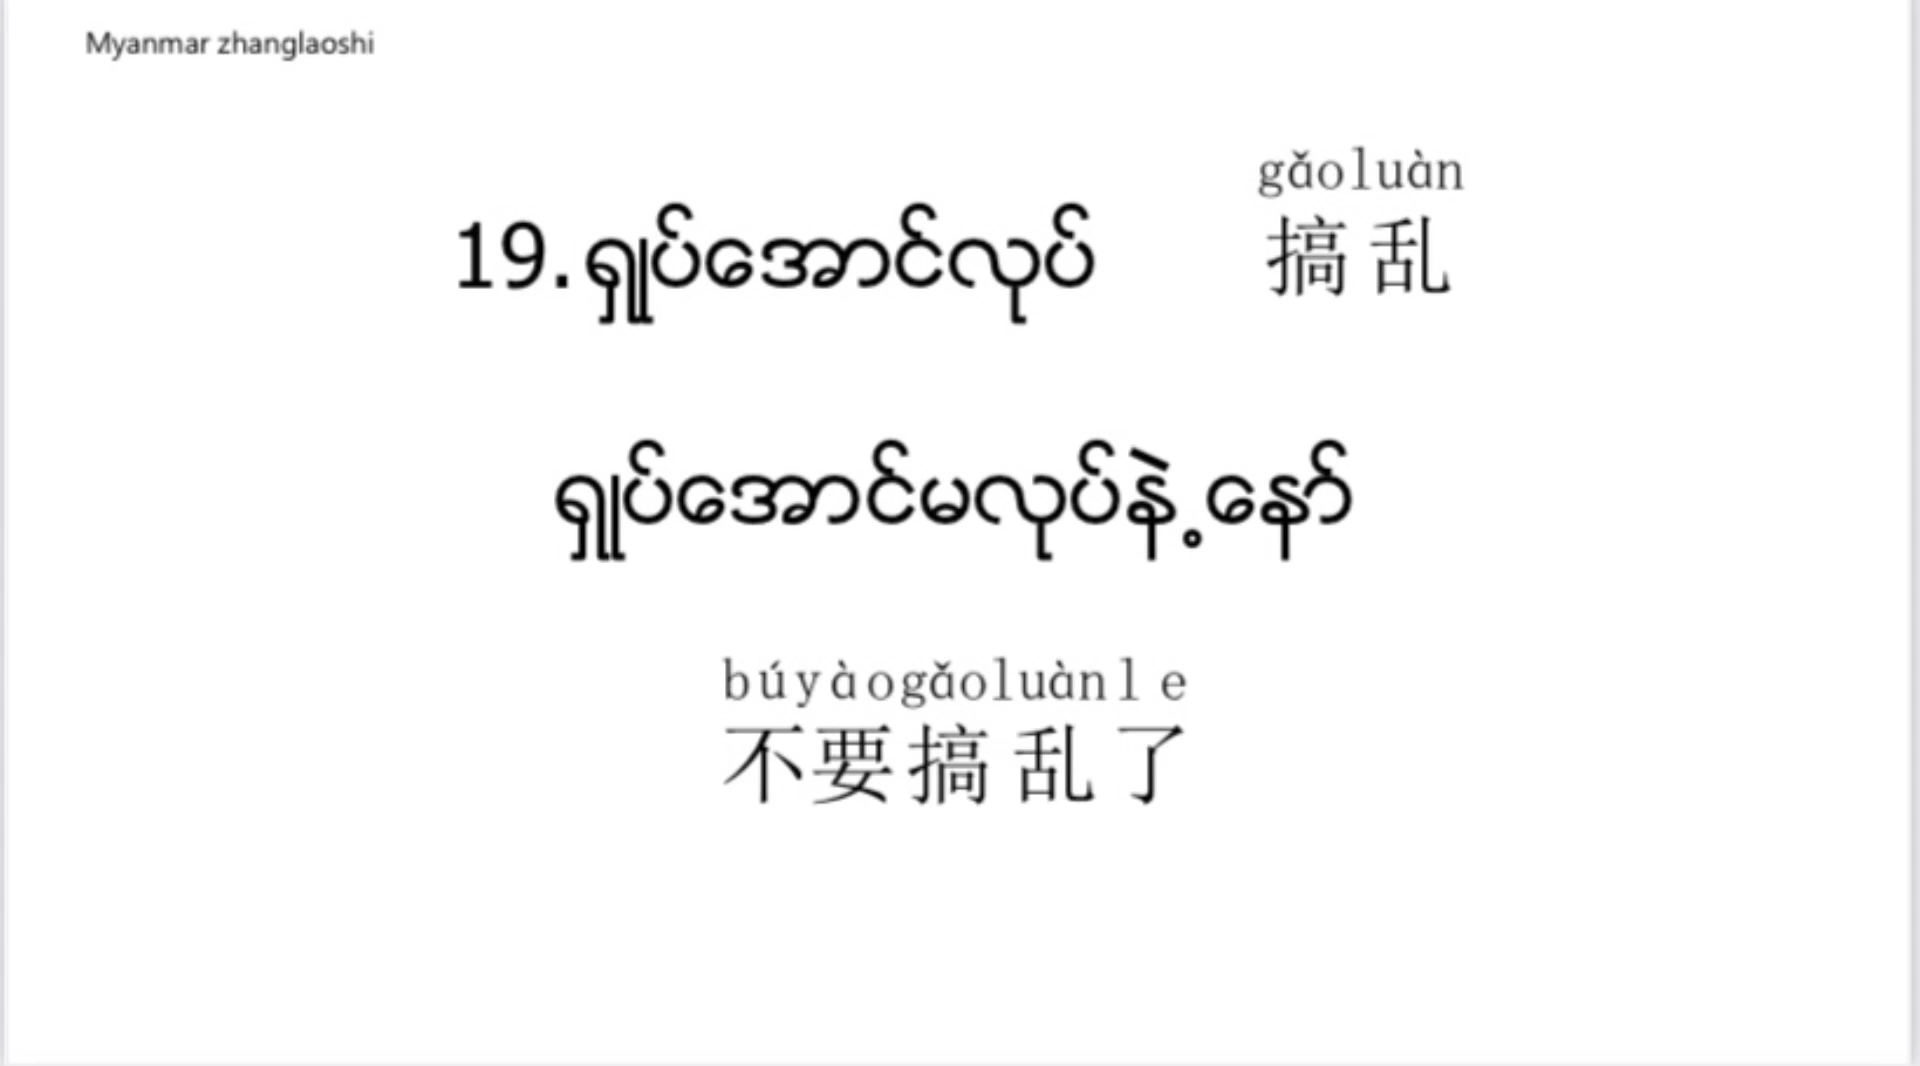 Myanmar zhanglaoshi
gǎoluàn
19.ရှုပ်အောင်လုပ် 搞乱
ရှုပ်အောင်မလုပ်နဲ့နော်
búyàogǎoluànle
不要搞乱了